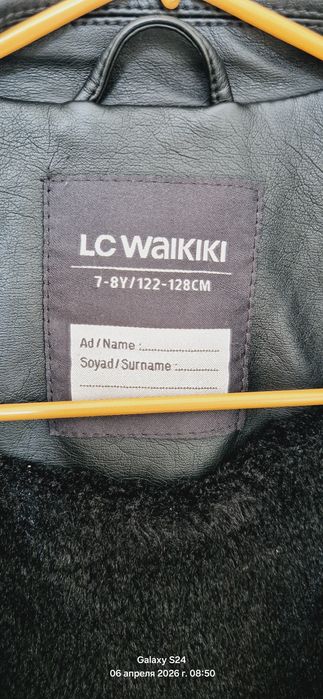 LC WAIKIKI
7-8Y/122-128CM
Ad/Name :
Soyad/Surname :
Galaxy S24
06 апреля 2026 г. 08:50